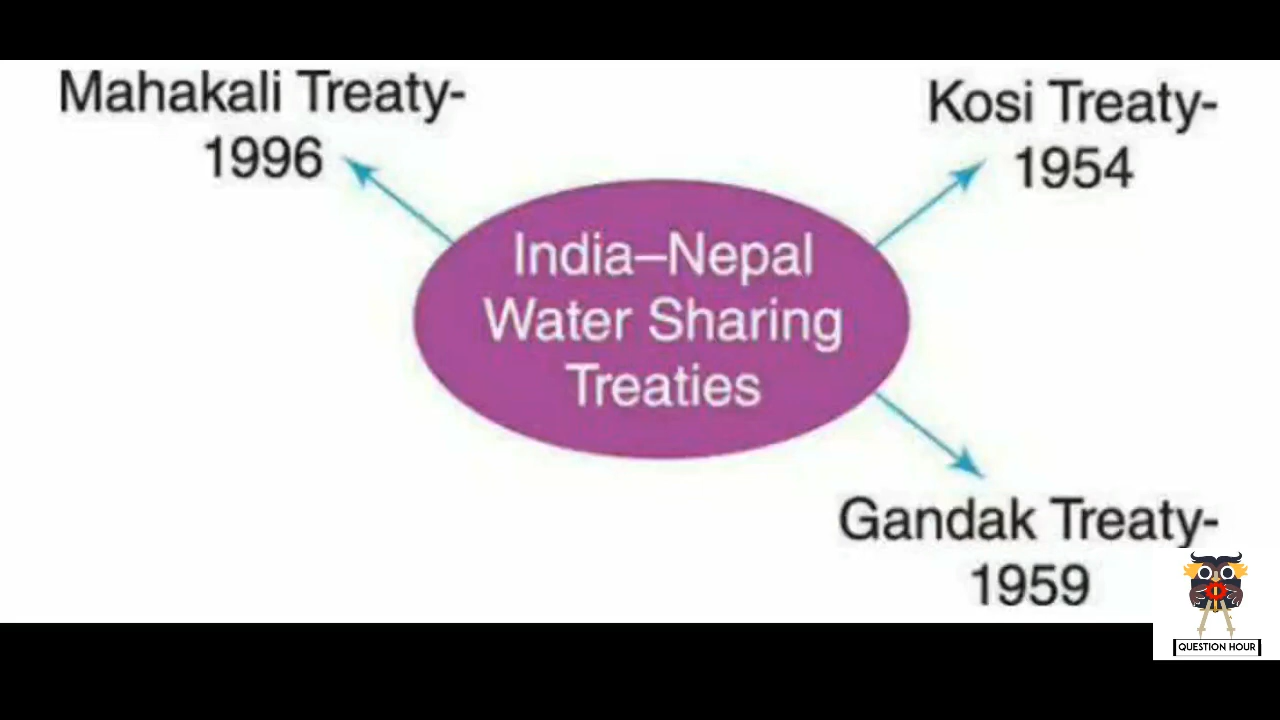 Mahakali Treaty-
1996
Kosi Treaty-
1954
India–Nepal
Water Sharing
Treaties
Gandak Treaty-
1959
QUESTION HOUR